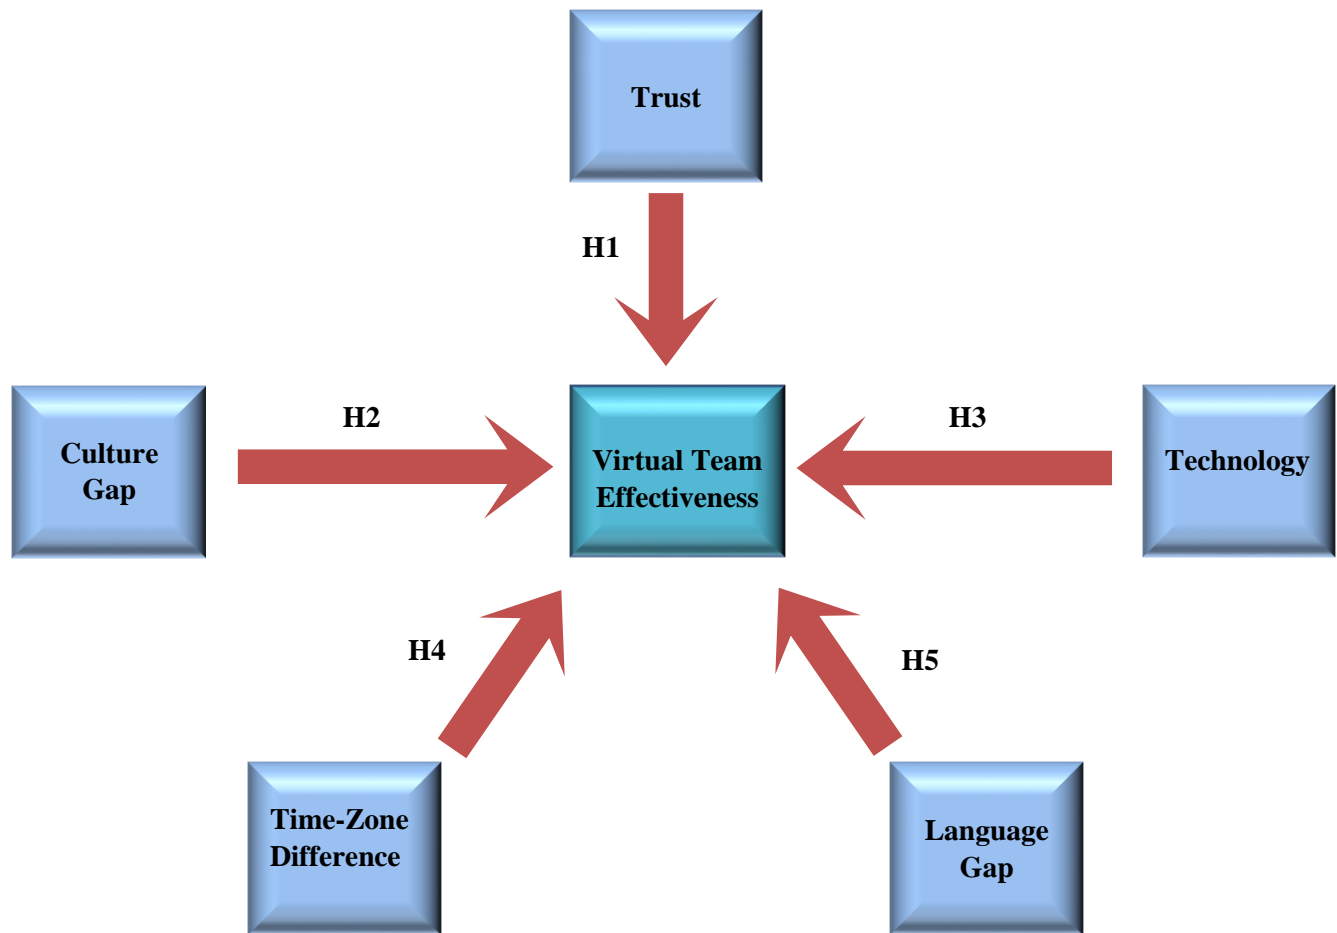 Trust
H1
Culture
Gap
H2
Virtual Team
Effectiveness
H3
Technology
H4
H5
Time-Zone
Difference
Language
Gap